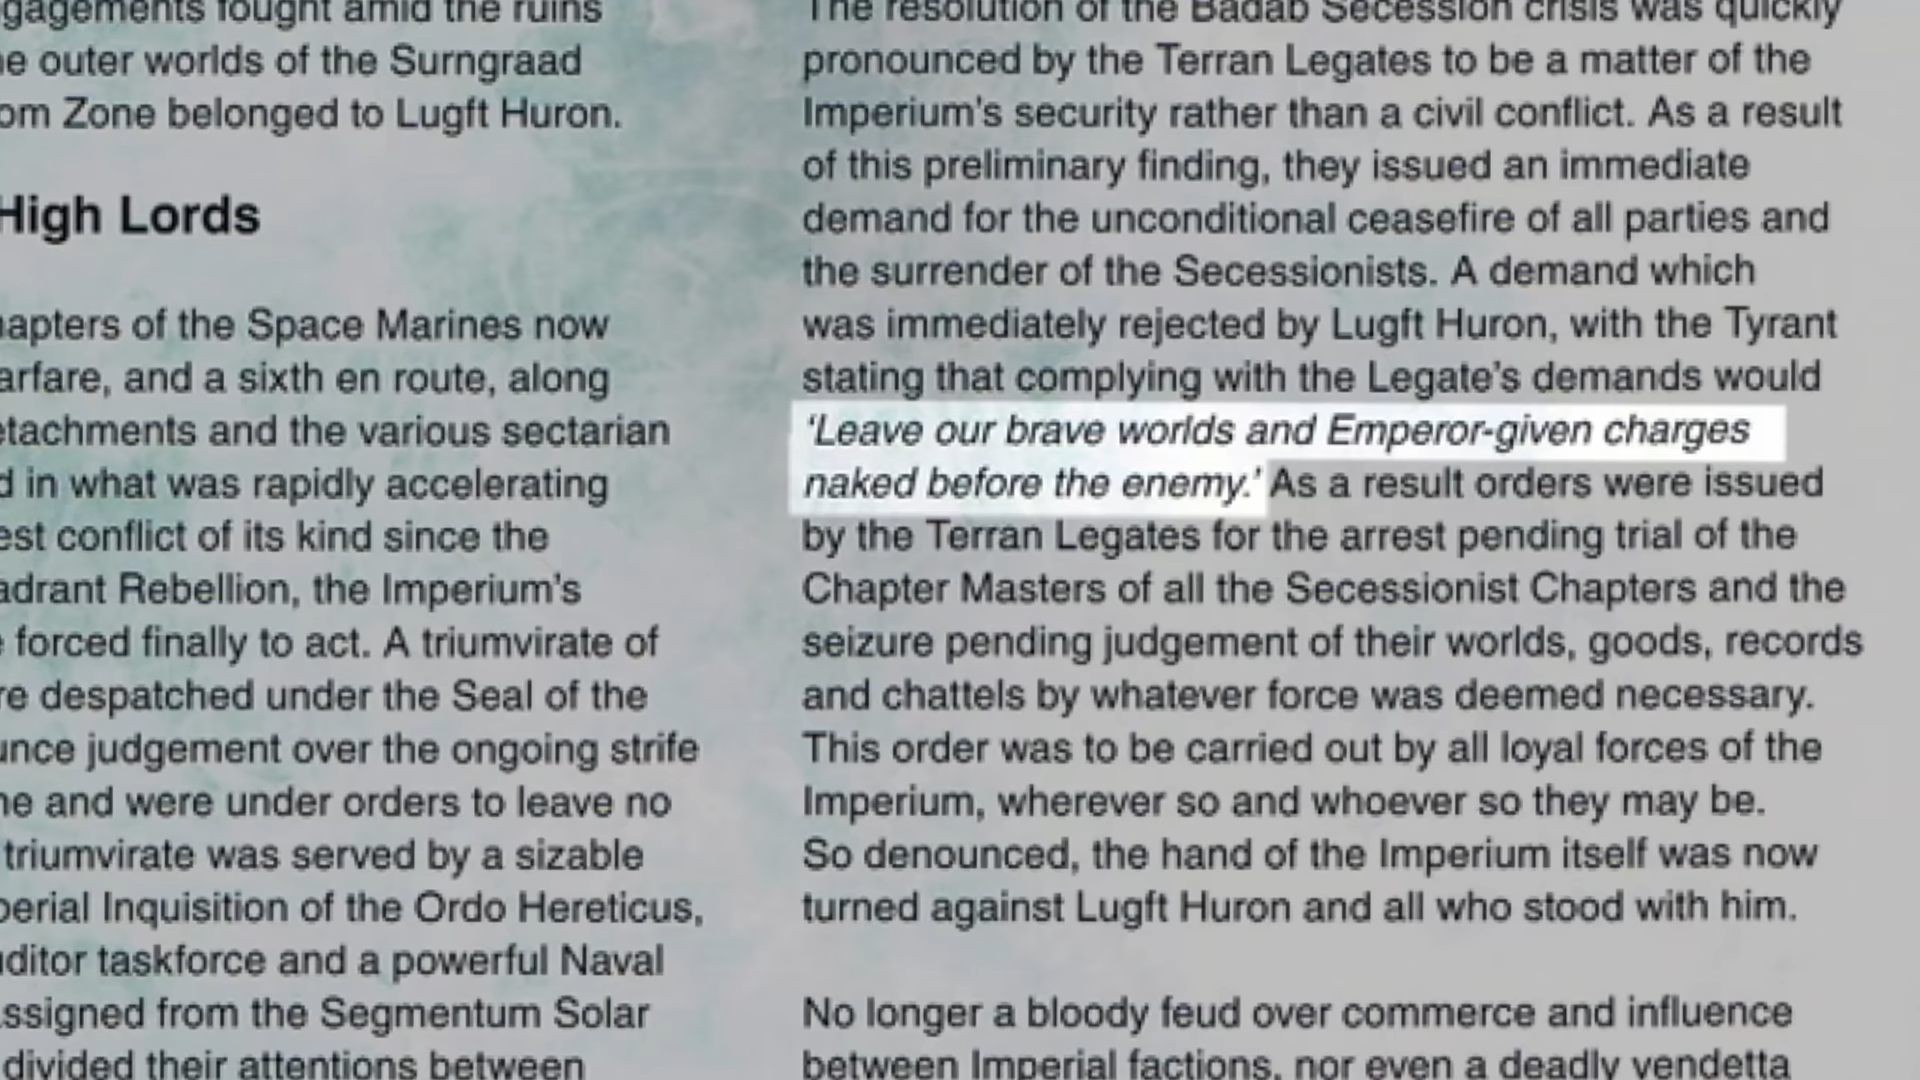 gagements fought amid the ruins
e outer worlds of the Surngraad
om Zone belonged to Lugft Huron.
High Lords
apters of the Space Marines now
arfare, and a sixth en route, along
etachments and the various sectarian
d in what was rapidly accelerating
est conflict of its kind since the
adrant Rebellion, the Imperium's
forced finally to act. A triumvirate of
re despatched under the Seal of the
unce judgement over the ongoing strife
ne and were under orders to leave no
triumvirate was served by a sizable
perial Inquisition of the Ordo Hereticus,
ditor taskforce and a powerful Naval
ssigned from the Segmentum Solar
divided their attentions between
The resolution of the Badab Secession crisis was quickly
pronounced by the Terran Legates to be a matter of the
Imperium's security rather than a civil conflict. As a result
of this preliminary finding, they issued an immediate
demand for the unconditional ceasefire of all parties and
the surrender of the Secessionists. A demand which
was immediately rejected by Lugft Huron, with the Tyrant
stating that complying with the Legate's demands would
'Leave our brave worlds and Emperor-given charges
naked before the enemy.' As a result orders were issued
by the Terran Legates for the arrest pending trial of the
Chapter Masters of all the Secessionist Chapters and the
seizure pending judgement of their worlds, goods, records
and chattels by whatever force was deemed necessary.
This order was to be carried out by all loyal forces of the
Imperium, wherever so and whoever so they may be.
So denounced, the hand of the Imperium itself was now
turned against Lugft Huron and all who stood with him.
No longer a bloody feud over commerce and influence
between Imperial factions, nor even a deadly vendetta